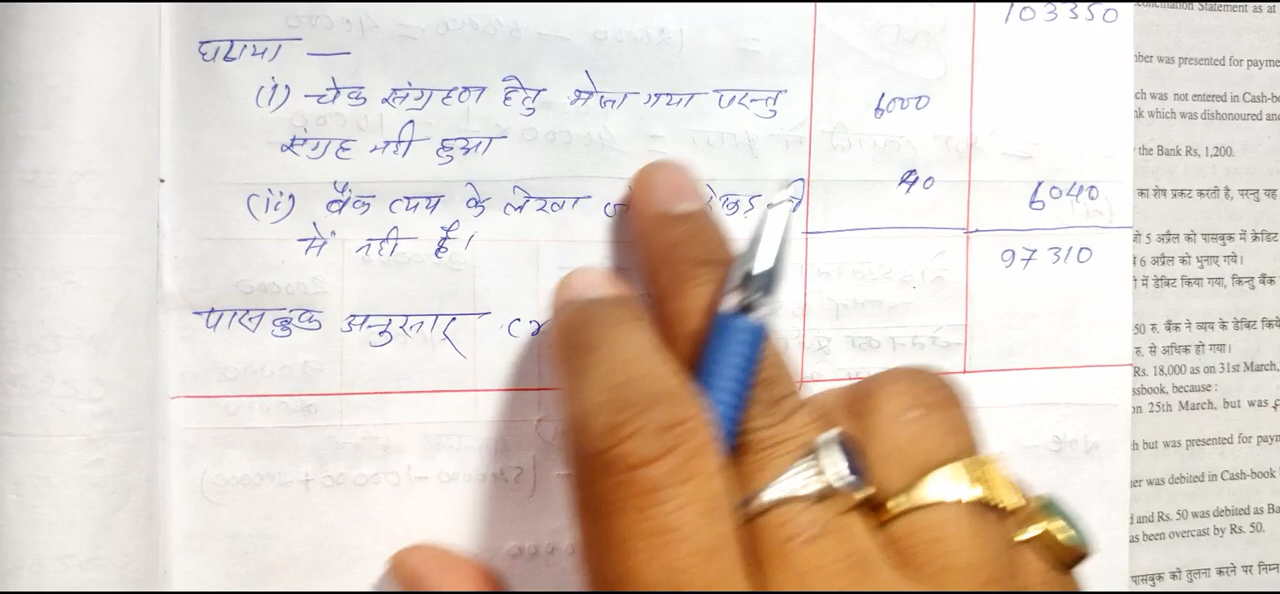 103350
घटाया —
(i) चेक संग्रहण हेतु भेजा गया परन्तु 6000
संग्रह नही हुआ
(ii) बैंक व्यय के लेखा 40 6040
में नही है।
97310
पासबुक अनुसार
Statement as at
was presented for payme
was not entered in Cash-b
which was dishonoured an
the Bank Rs, 1,200.
का शेष प्रकट करती है, परन्तु यह
5 अप्रैल को पासबुक में क्रेडिट
6 अप्रैल को भुनाए गये।
में डेबिट किया गया, किन्तु बैंक
50 रु. बैंक ने व्यय के डेबिट किये
रु. से अधिक हो गया।
Rs. 18,000 as on 31st March,
because :
on 25th March, but was
but was presented for payn
was debited in Cash-book
and Rs. 50 was debited as Ba
as been overcast by Rs. 50.
पासबुक की तुलना करने पर निम्न